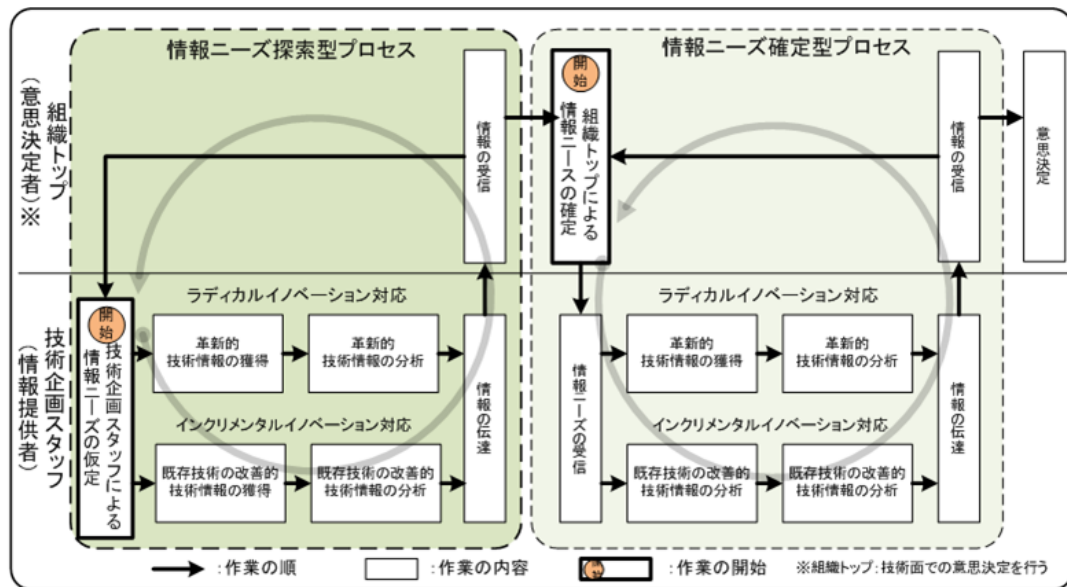 情報ニーズ探索型プロセス
情報ニーズ確定型プロセス
組織トップ
(意思決定者)※
技術企画スタッフ
(情報提供者)
開始
技術企画スタッフによる
情報ニーズの仮定
ラディカルイノベーション対応
革新的
技術情報の獲得
革新的
技術情報の分析
インクリメンタルイノベーション対応
既存技術の改善的
技術情報の獲得
既存技術の改善的
技術情報の分析
情報の伝達
情報の受信
開始
組織トップによる
情報ニースの確定
情報ニーズの受信
ラディカルイノベーション対応
革新的
技術情報の獲得
革新的
技術情報の分析
インクリメンタルイノベーション対応
既存技術の改善的
技術情報の分析
既存技術の改善的
技術情報の分析
情報の伝達
情報の受信
意思決定
:作業の順
:作業の内容
開始
:作業の開始
※組織トップ:技術面での意思決定を行う